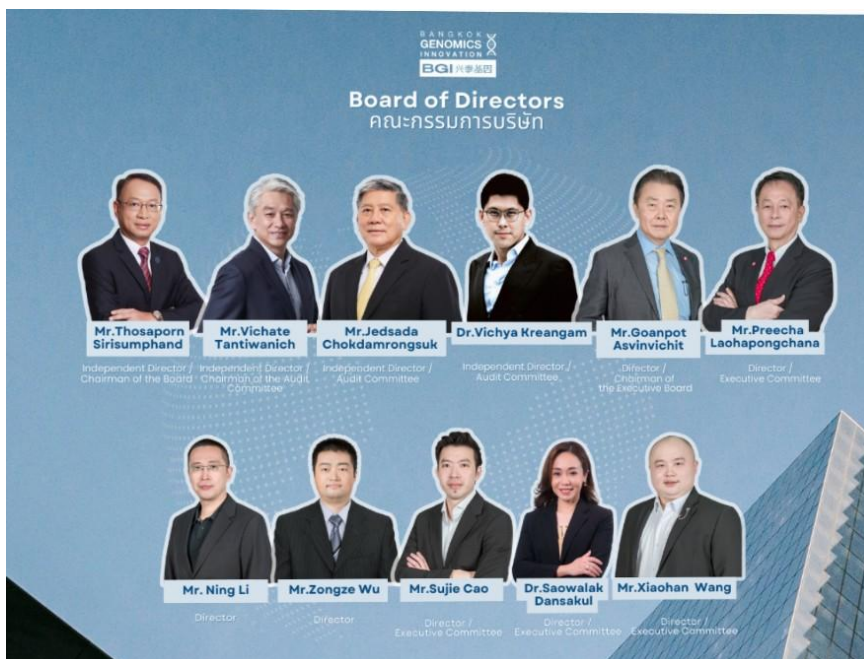 BANGKOK
GENOMICS
INNOVATION
BGI 兴季基因
Board of Directors
คณะกรรมการบริษัท
Mr.Thosaporn
Sirisumphand
Independent Director /
Chairman of the Board
Mr.Vichate
Tantiwanich
Independent Director /
Chairman of the Audit
Committee
Mr.Jedsada
Chokdamrongsuk
Independent Director /
Audit Committee
Dr.Vichya Kreangam
Independent Director /
Audit Committee
Mr.Goanpot
Asvinvichit
Director /
Chairman of
the Executive Board
Mr.Preecha
Laohapongchana
Director /
Executive Committee
Mr. Ning Li
Director
Mr.Zongze Wu
Director
Mr.Sujie Cao
Director /
Executive Committee
Dr.Saowalak
Dansakul
Director /
Executive Committee
Mr.Xiaohan Wang
Director /
Executive Committee